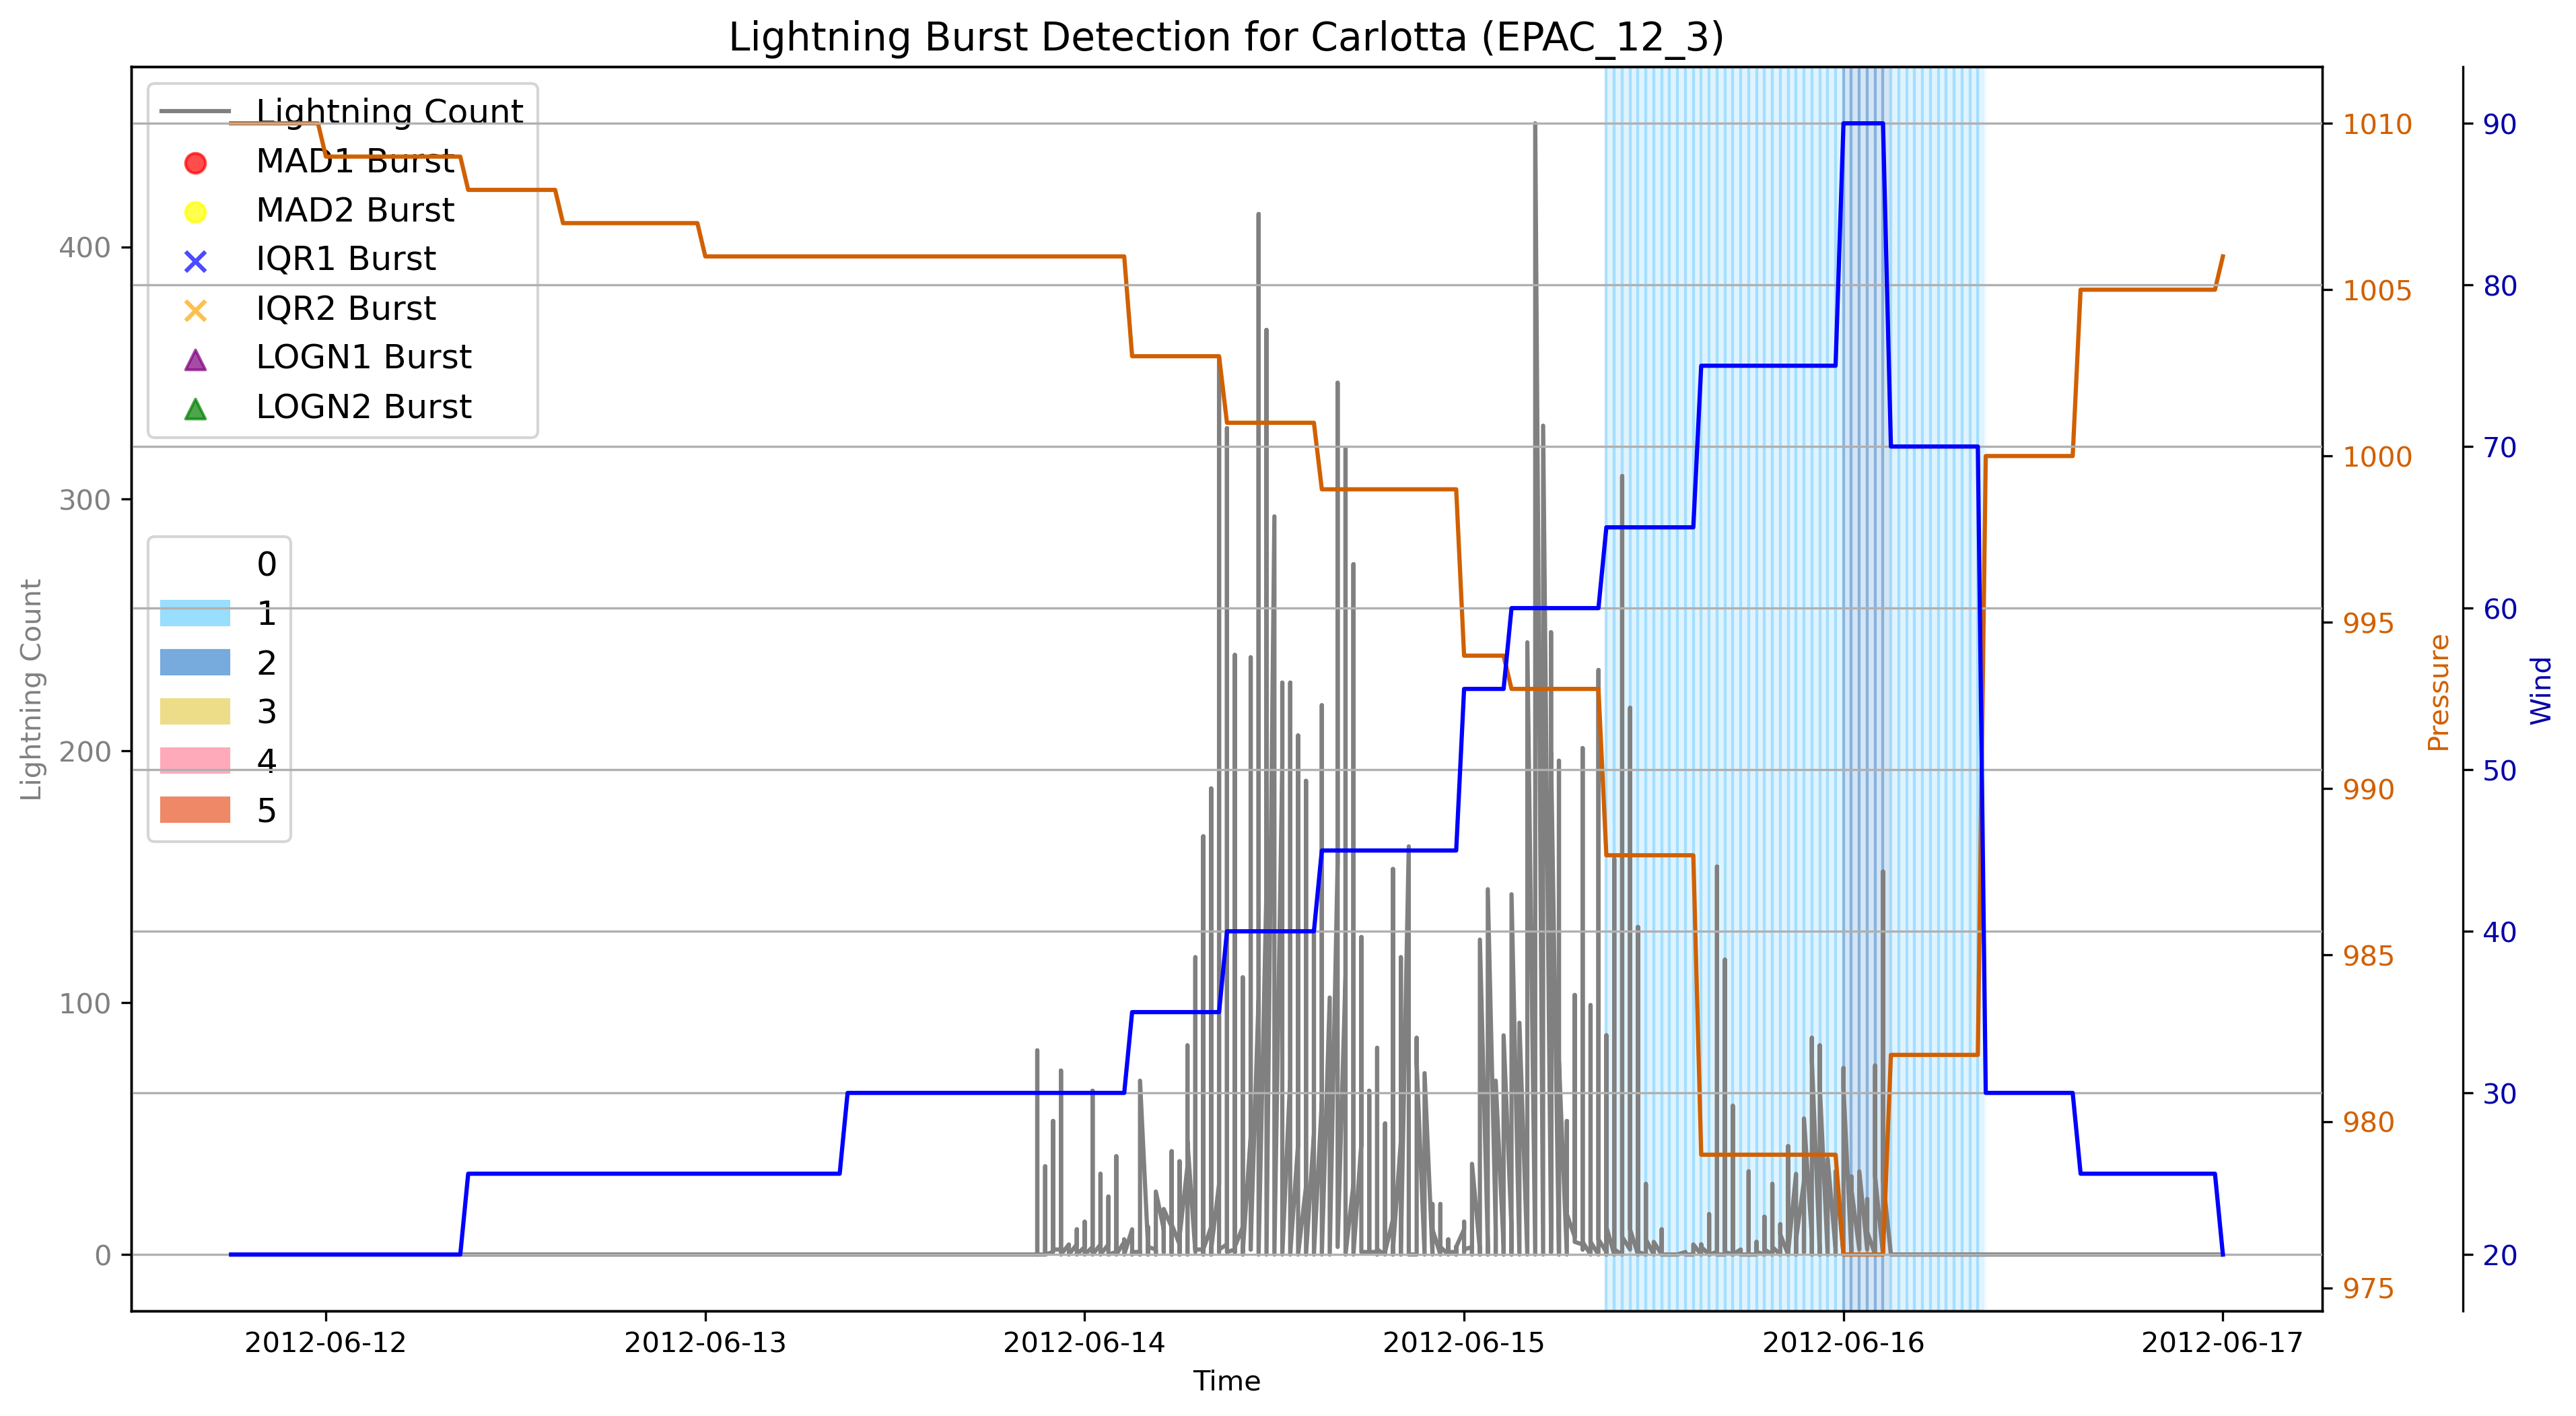 Lightning Burst Detection for Carlotta (EPAC_12_3)
Lightning Count
MAD1 Burst
MAD2 Burst
IQR1 Burst
IQR2 Burst
LOGN1 Burst
LOGN2 Burst
0
1
2
3
4
5
Lightning Count
400
300
200
100
0
1010
1005
1000
995
990
985
980
975
Pressure
90
80
70
60
50
40
30
20
Wind
2012-06-12
2012-06-13
2012-06-14
2012-06-15
2012-06-16
2012-06-17
Time